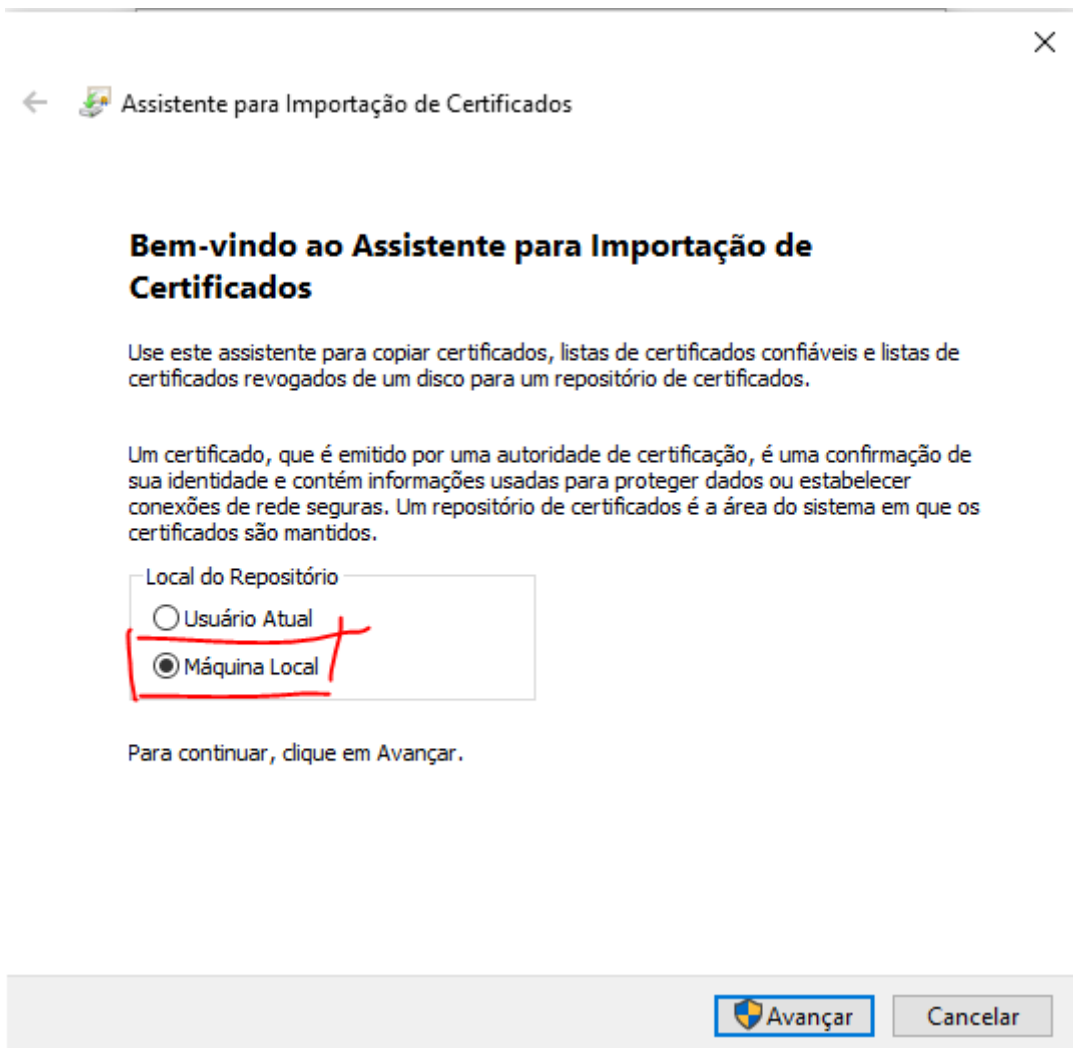 Assistente para Importação de Certificados
Bem-vindo ao Assistente para Importação de
Certificados
Use este assistente para copiar certificados, listas de certificados confiáveis e listas de
certificados revogados de um disco para um repositório de certificados.
Um certificado, que é emitido por uma autoridade de certificação, é uma confirmação de
sua identidade e contém informações usadas para proteger dados ou estabelecer
conexões de rede seguras. Um repositório de certificados é a área do sistema em que os
certificados são mantidos.
Local do Repositório
Usuário Atual
Máquina Local
Para continuar, clique em Avançar.
Avançar
Cancelar